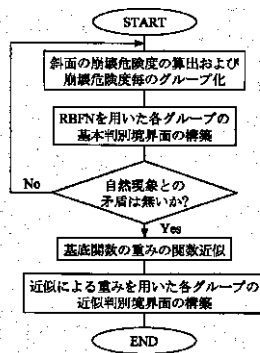 START
斜面の崩壊危険度の算出および
崩壊危険度毎のグループ化
RBFNを用いた各グループの
基本判別境界面の構築
自然現象との
矛盾は無いか?
No
Yes
基底関数の重みの関数近似
近似による重みを用いた各グループの
近似判別境界面の構築
END